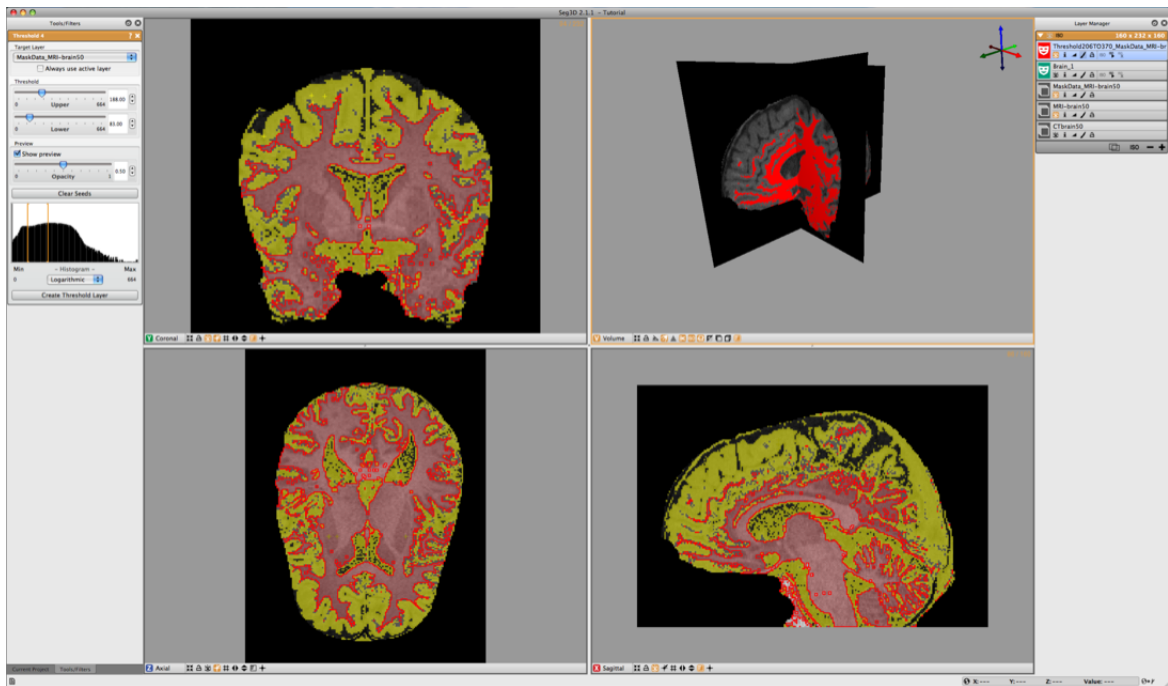 Seg3D 2.1.1 - Tutorial
Tools/Filters
Threshold 4
Target Layer
MaskData_MRI-brain50
Always use active layer
Threshold
188.00
0 Upper 664
83.00
0 Lower 664
Preview
Show preview
0.50
0 Opacity 1
Clear Seeds
Min - Histogram - Max
0 Logarithmic 664
Create Threshold Layer
Current Project Tools/Filters
Y Coronal
V Volume
Z Axial
X Sagittal
Layer Manager
ISO 160 x 232 x 160
Threshold206TO370_MaskData_MRI-br
Brain_1
MaskData_MRI-brain50
MRI-brain50
CTbrain50
ISO
X: --- Y: --- Z: --- Value: ---